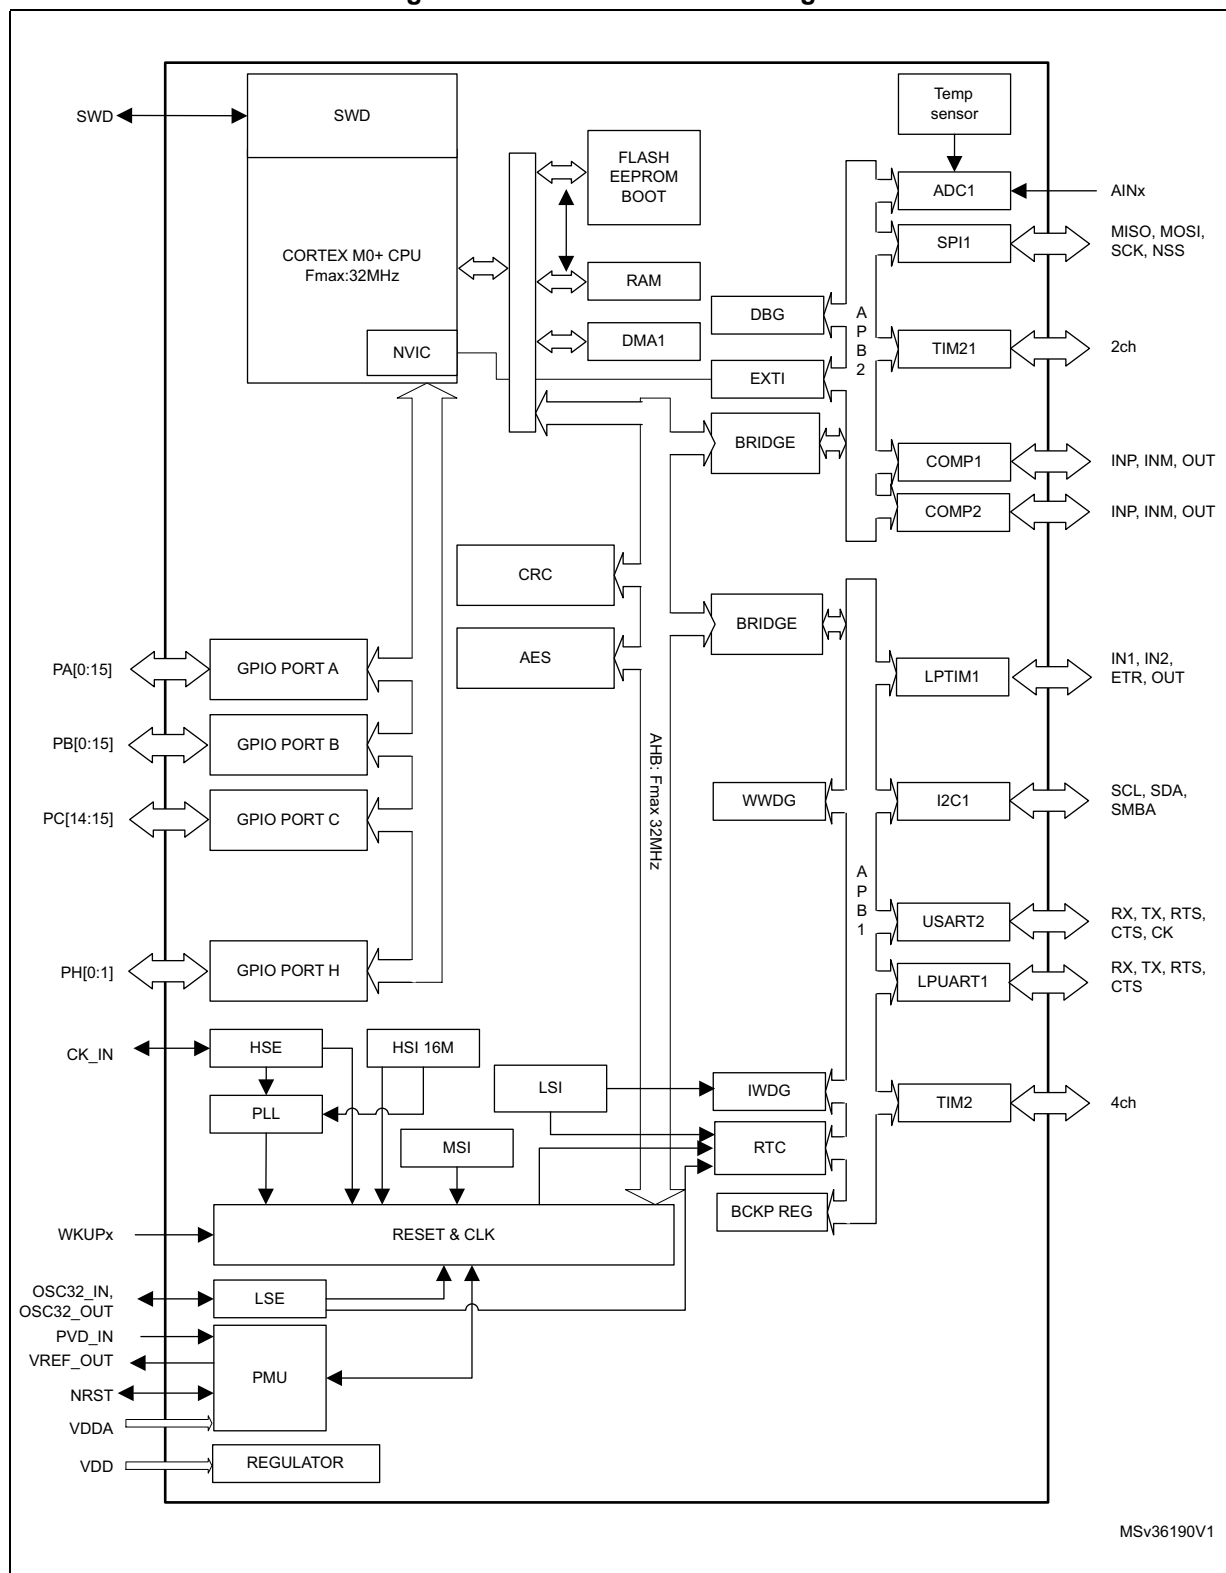 SWD
SWD
Temp
sensor
FLASH
EEPROM
BOOT
ADC1
AINx
CORTEX M0+ CPU
Fmax:32MHz
SPI1
MISO, MOSI,
SCK, NSS
RAM
DBG
A
P
B
2
NVIC
DMA1
TIM21
2ch
EXTI
BRIDGE
COMP1
INP, INM, OUT
COMP2
INP, INM, OUT
CRC
BRIDGE
AES
PA[0:15]
GPIO PORT A
LPTIM1
IN1, IN2,
ETR, OUT
PB[0:15]
GPIO PORT B
AHB: Fmax 32MHz
PC[14:15]
GPIO PORT C
WWDG
I2C1
SCL, SDA,
SMBA
A
P
B
1
USART2
RX, TX, RTS,
CTS, CK
PH[0:1]
GPIO PORT H
LPUART1
RX, TX, RTS,
CTS
CK_IN
HSE
HSI 16M
LSI
IWDG
PLL
TIM2
4ch
MSI
RTC
BCKP REG
WKUPx
RESET & CLK
OSC32_IN,
OSC32_OUT
LSE
PVD_IN
VREF_OUT
PMU
NRST
VDDA
VDD
REGULATOR
MSv36190V1